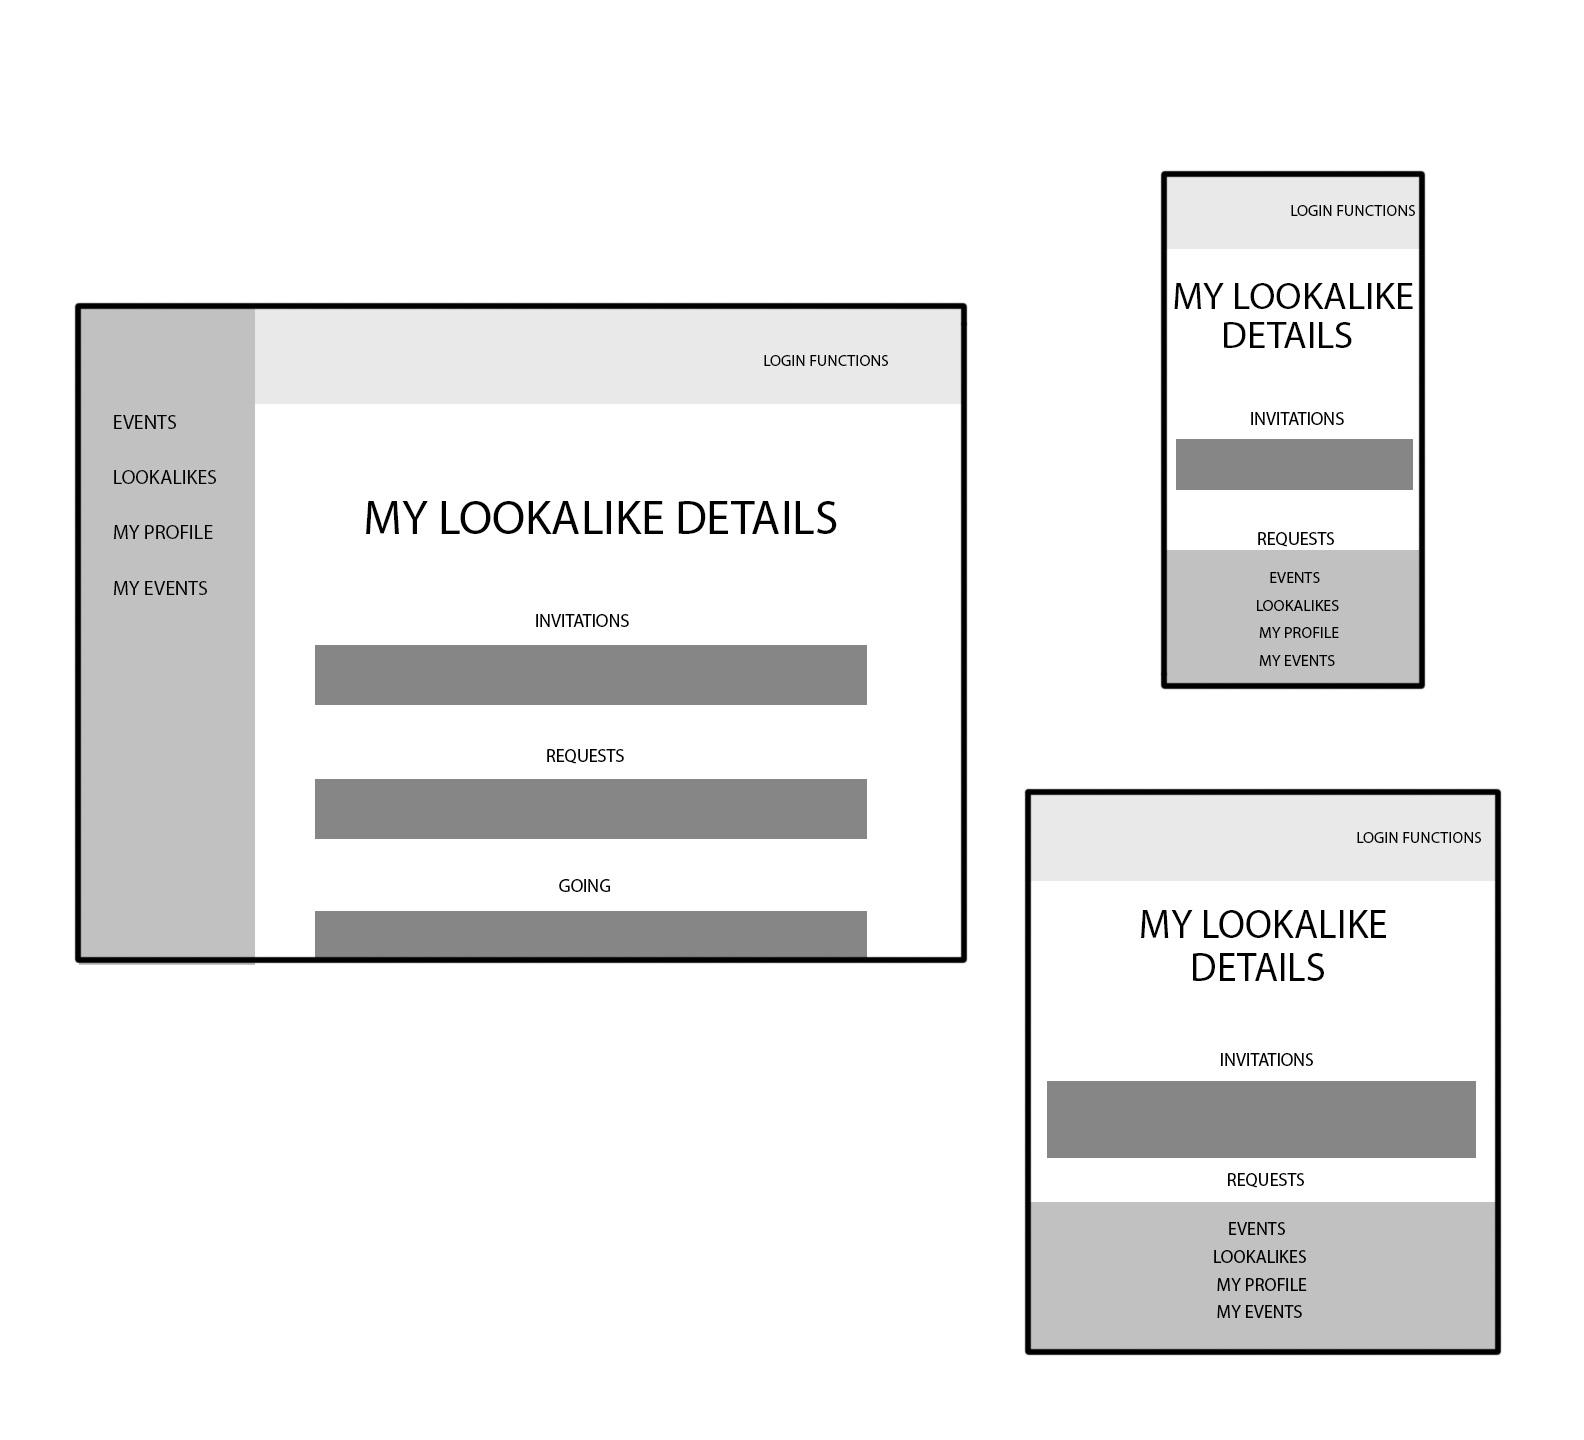 LOGIN FUNCTIONS
EVENTS
LOOKALIKES
MY PROFILE
MY EVENTS
MY LOOKALIKE DETAILS
INVITATIONS
REQUESTS
GOING
LOGIN FUNCTIONS
MY LOOKALIKE
DETAILS
INVITATIONS
REQUESTS
EVENTS
LOOKALIKES
MY PROFILE
MY EVENTS
LOGIN FUNCTIONS
MY LOOKALIKE
DETAILS
INVITATIONS
REQUESTS
EVENTS
LOOKALIKES
MY PROFILE
MY EVENTS